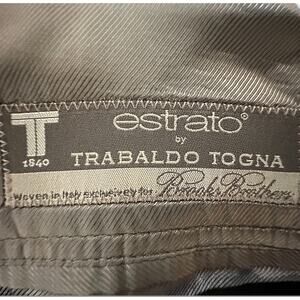 T
1840
estrato®
by
TRABALDO TOGNA
Woven in Italy exclusively for Brooks Brothers